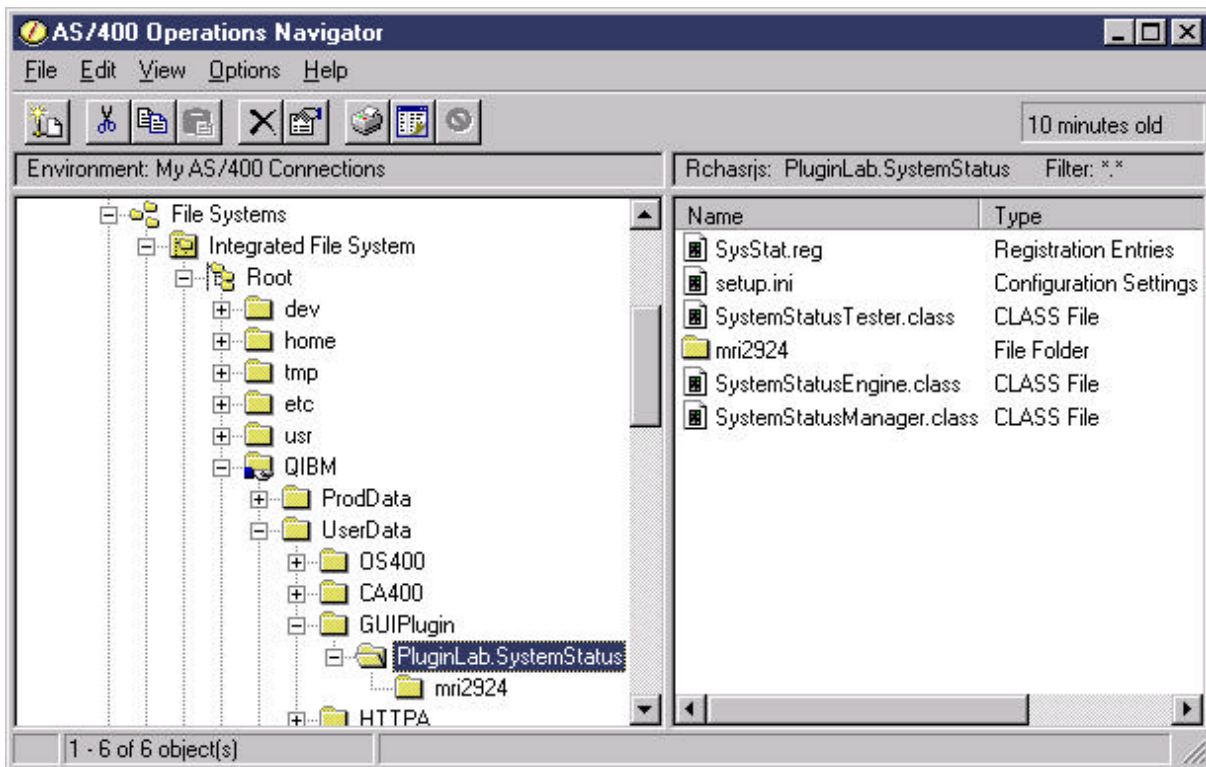 AS/400 Operations Navigator
File Edit View Options Help
10 minutes old
Environment: My AS/400 Connections
Rchasrjs: PluginLab.SystemStatus Filter: *.*
File Systems
Integrated File System
Root
dev
home
tmp
etc
usr
QIBM
ProdData
UserData
OS400
CA400
GUIPlugin
PluginLab.SystemStatus
mri2924
HTTPA
Name Type
SysStat.reg Registration Entries
setup.ini Configuration Settings
SystemStatusTester.class CLASS File
mri2924 File Folder
SystemStatusEngine.class CLASS File
SystemStatusManager.class CLASS File
1 - 6 of 6 object(s)